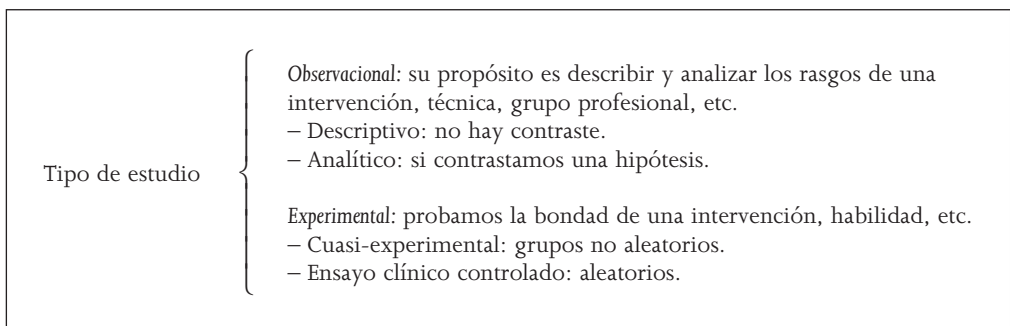 Tipo de estudio
Observacional: su propósito es describir y analizar los rasgos de una
intervención, técnica, grupo profesional, etc.
– Descriptivo: no hay contraste.
– Analítico: si contrastamos una hipótesis.
Experimental: probamos la bondad de una intervención, habilidad, etc.
– Cuasi-experimental: grupos no aleatorios.
– Ensayo clínico controlado: aleatorios.